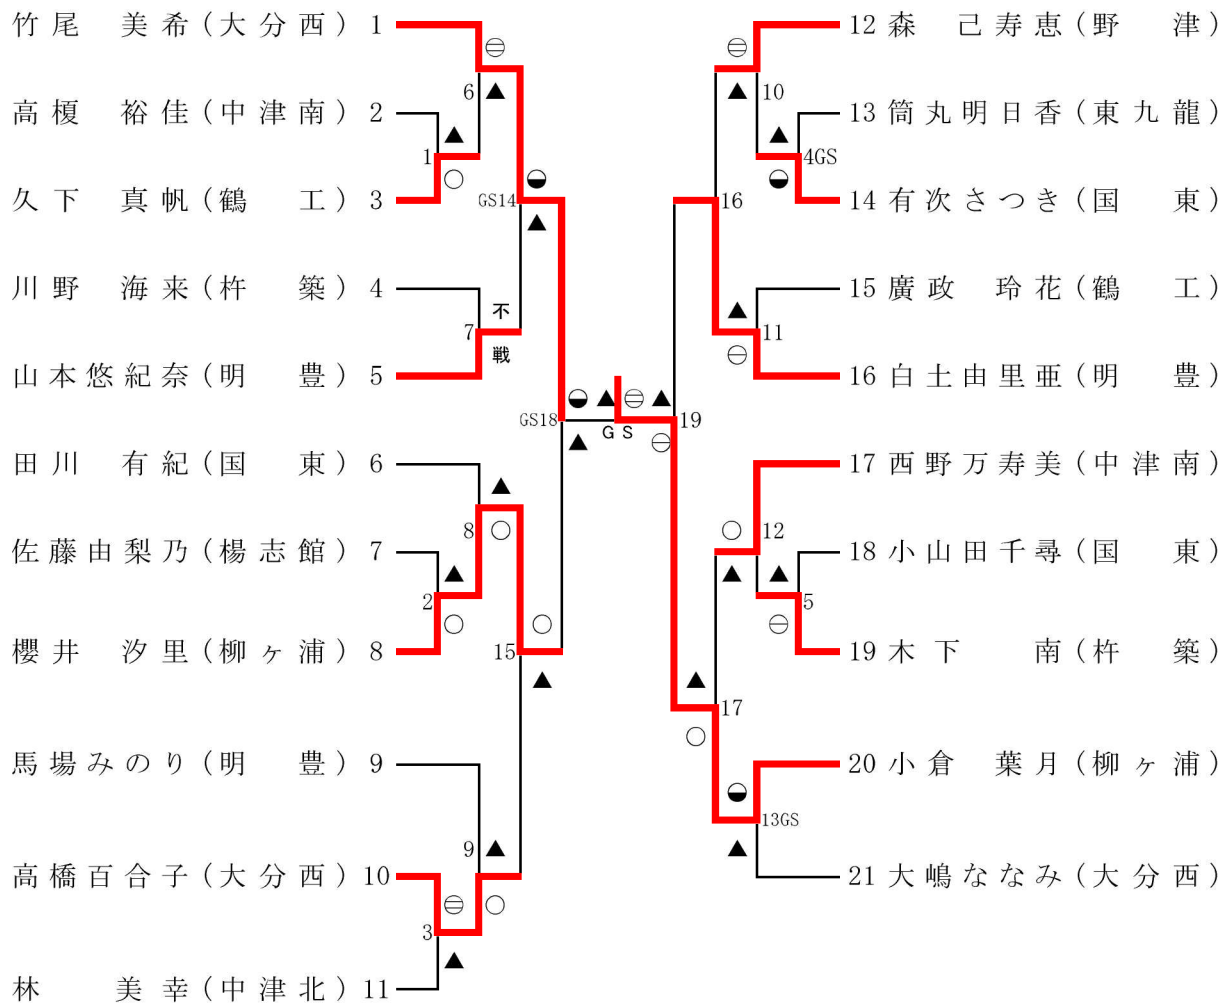 竹尾 美希(大分西) 1
高榎 裕佳(中津南) 2
久下 真帆(鶴 工) 3
川野 海来(杵 築) 4
山本悠紀奈(明 豊) 5
田川 有紀(国 東) 6
佐藤由梨乃(楊志館) 7
櫻井 汐里(柳ヶ浦) 8
馬場みのり(明 豊) 9
高橋百合子(大分西) 10
林 美幸(中津北) 11
6
1
GS14
7
不
戦
GS18
8
2
15
9
3
GS
19
16
10
4GS
11
12
5
17
13GS
12 森 己寿恵(野 津)
13 筒丸明日香(東九龍)
14 有次さつき(国 東)
15 廣政 玲花(鶴 工)
16 白土由里亜(明 豊)
17 西野万寿美(中津南)
18 小山田千尋(国 東)
19 木下 南(杵 築)
20 小倉 葉月(柳ヶ浦)
21 大嶋ななみ(大分西)